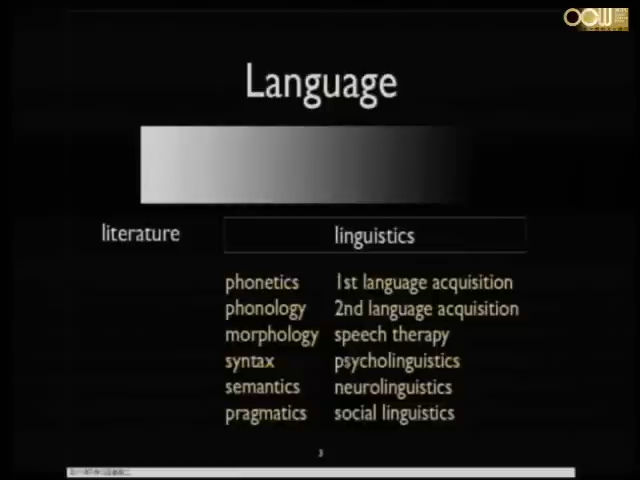 OCW
Language
literature
linguistics
phonetics 1st language acquisition
phonology 2nd language acquisition
morphology speech therapy
syntax psycholinguistics
semantics neurolinguistics
pragmatics social linguistics
3